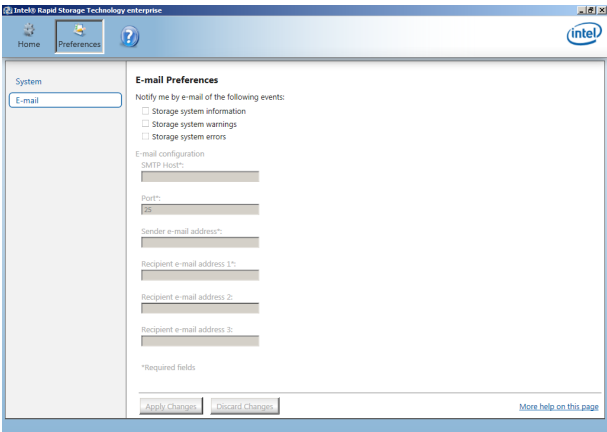 Intel® Rapid Storage Technology enterprise
Home
Preferences
?
intel
System
E-mail
E-mail Preferences
Notify me by e-mail of the following events:
Storage system information
Storage system warnings
Storage system errors
E-mail configuration
SMTP Host*:
Port*:
25
Sender e-mail address*:
Recipient e-mail address 1*:
Recipient e-mail address 2:
Recipient e-mail address 3:
*Required fields
Apply Changes
Discard Changes
More help on this page